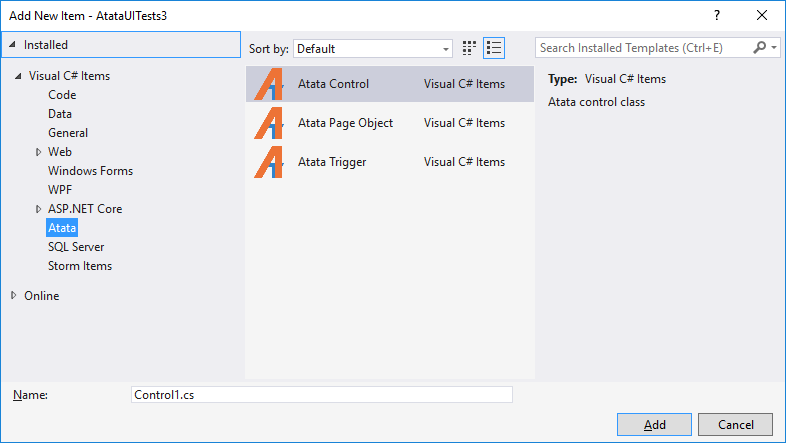 Add New Item - AtataUITests3
?
Installed
Sort by: Default
Search Installed Templates (Ctrl+E)
Visual C# Items
Code
Data
General
Web
Windows Forms
WPF
ASP.NET Core
Atata
SQL Server
Storm Items
Online
Atata Control Visual C# Items
Atata Page Object Visual C# Items
Atata Trigger Visual C# Items
Type: Visual C# Items
Atata control class
Name: Control1.cs
Add Cancel